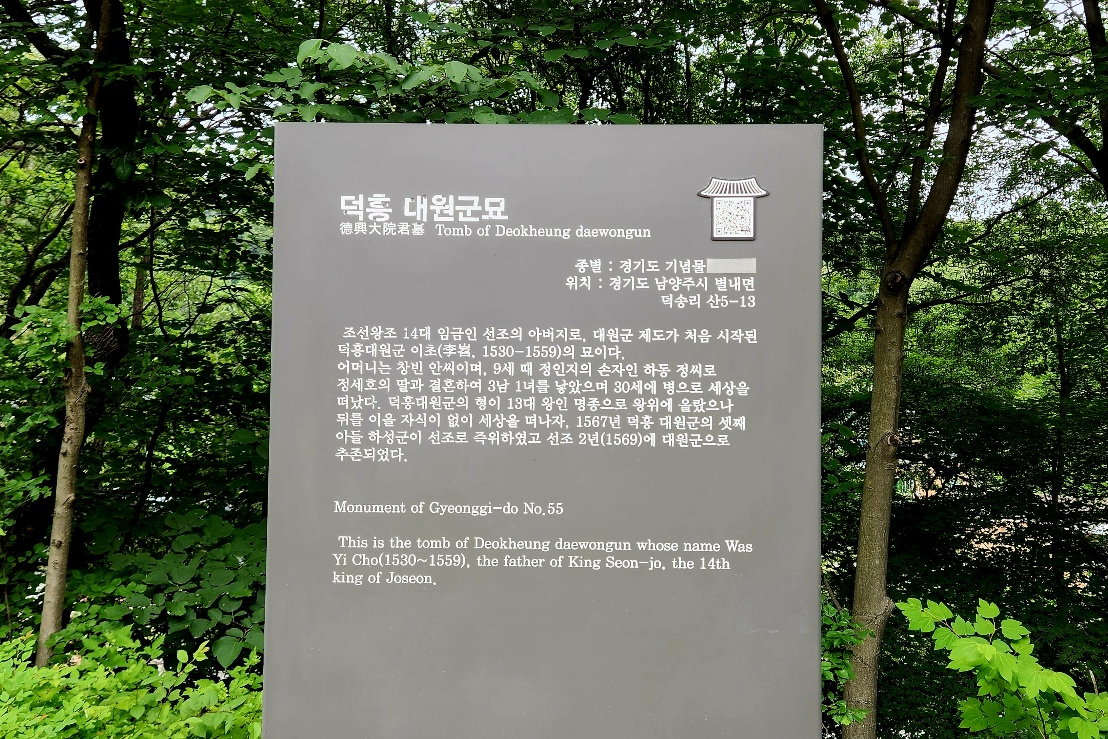 덕흥 대원군묘
德興大院君墓 Tomb of Deokheung daewongun
종별 : 경기도 기념물
위치 : 경기도 남양주시 별내면
덕송리 산5-13
조선왕조 14대 임금인 선조의 아버지로, 대원군 제도가 처음 시작된
덕흥대원군 이초(李岧, 1530-1559)의 묘이다.
어머니는 창빈 안씨이며, 9세 때 정인지의 손자인 하동 정씨로
정세호의 딸과 결혼하여 3남 1녀를 낳았으며 30세에 병으로 세상을
떠났다. 덕흥대원군의 형이 13대 왕인 명종으로 왕위에 올랐으나
뒤를 이을 자식이 없이 세상을 떠나자, 1567년 덕흥 대원군의 셋째
아들 하성군이 선조로 즉위하였고 선조 2년(1569)에 대원군으로
추존되었다.
Monument of Gyeonggi-do No.55
This is the tomb of Deokheung daewongun whose name Was
Yi Cho(1530~1559), the father of King Seon-jo, the 14th
king of Joseon.